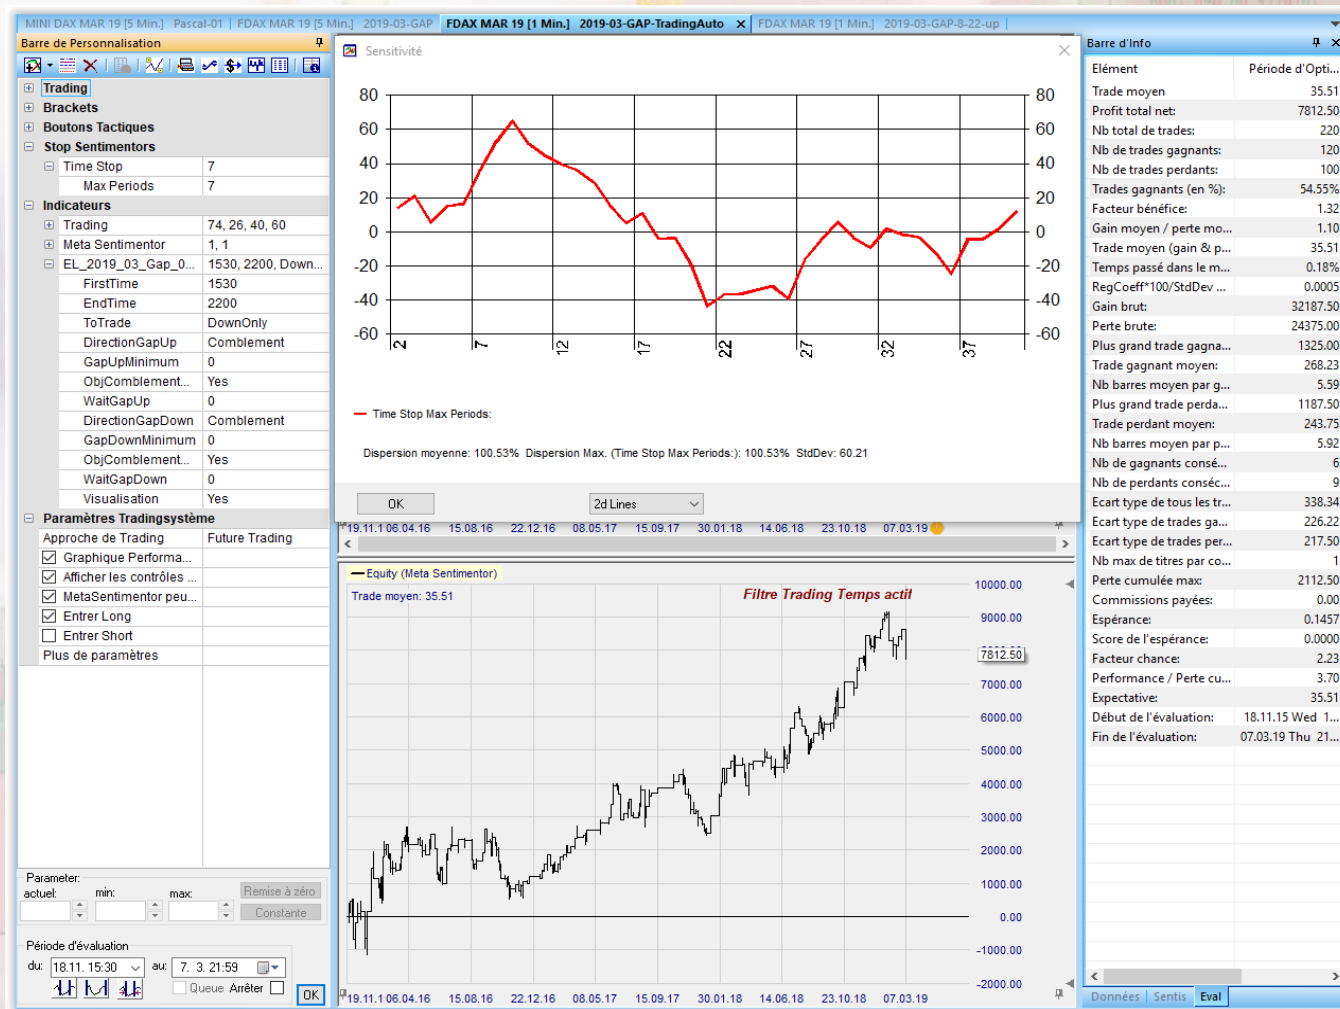 MINI DAX MAR 19 [5 Min.] Pascal-01
FDAX MAR 19 [5 Min.] 2019-03-GAP
FDAX MAR 19 [1 Min.] 2019-03-GAP-TradingAuto X
FDAX MAR 19 [1 Min.] 2019-03-GAP-8-22-up
Barre de Personnalisation
Trading
Brackets
Boutons Tactiques
Stop Sentimentors
Time Stop 7
Max Periods 7
Indicateurs
Trading 74, 26, 40, 60
Meta Sentimentor 1, 1
EL_2019_03_Gap_0... 1530, 2200, Down...
FirstTime 1530
EndTime 2200
ToTrade DownOnly
DirectionGapUp Comblement
GapUpMinimum 0
ObjComblement... Yes
WaitGapUp 0
DirectionGapDown Comblement
GapDownMinimum 0
ObjComblement... Yes
WaitGapDown 0
Visualisation Yes
Paramètres Tradingsystème
Approche de Trading Future Trading
Graphique Performa...
Afficher les contrôles ...
MetaSentimentor peu...
Entrer Long
Entrer Short
Plus de paramètres
Parameter:
actuel: min: max: Remise à zéro
Constante
Période d'évaluation
du: 18.11. 15:30 au: 7. 3. 21:59
Queue Arrêter OK
Sensitivité
80 80
60 60
40 40
20 20
0 0
-20 -20
-40 -40
-60 -60
2 7 12 17 22 27 32 37
Time Stop Max Periods:
Dispersion moyenne: 100.53% Dispersion Max. (Time Stop Max Periods:): 100.53% StdDev: 60.21
OK 2d Lines
19.11.1 06.04.16 15.08.16 22.12.16 08.05.17 15.09.17 30.01.18 14.06.18 23.10.18 07.03.19
Equity (Meta Sentimentor)
Trade moyen: 35.51
Filtre Trading Temps actif
10000.00
9000.00
7812.50
7000.00
6000.00
5000.00
4000.00
3000.00
2000.00
1000.00
0.00
-1000.00
-2000.00
19.11.1 06.04.16 15.08.16 22.12.16 08.05.17 15.09.17 30.01.18 14.06.18 23.10.18 07.03.19
Barre d'Info
Elément Période d'Opti...
Trade moyen 35.51
Profit total net: 7812.50
Nb total de trades: 220
Nb de trades gagnants: 120
Nb de trades perdants: 100
Trades gagnants (en %): 54.55%
Facteur bénéfice: 1.32
Gain moyen / perte mo... 1.10
Trade moyen (gain & p... 35.51
Temps passé dans le m... 0.18%
RegCoeff*100/StdDev ... 0.0005
Gain brut: 32187.50
Perte brute: 24375.00
Plus grand trade gagna... 1325.00
Trade gagnant moyen: 268.23
Nb barres moyen par g... 5.59
Plus grand trade perda... 1187.50
Trade perdant moyen: 243.75
Nb barres moyen par p... 5.92
Nb de gagnants consé... 6
Nb de perdants conséc... 9
Ecart type de tous les tr... 338.34
Ecart type de trades ga... 226.22
Ecart type de trades per... 217.50
Nb max de titres par co... 1
Perte cumulée max: 2112.50
Commissions payées: 0.00
Espérance: 0.1457
Score de l'espérance: 0.0000
Facteur chance: 2.23
Performance / Perte cu... 3.70
Expectative: 35.51
Début de l'évaluation: 18.11.15 Wed 1...
Fin de l'évaluation: 07.03.19 Thu 21...
Données Sentis Eval